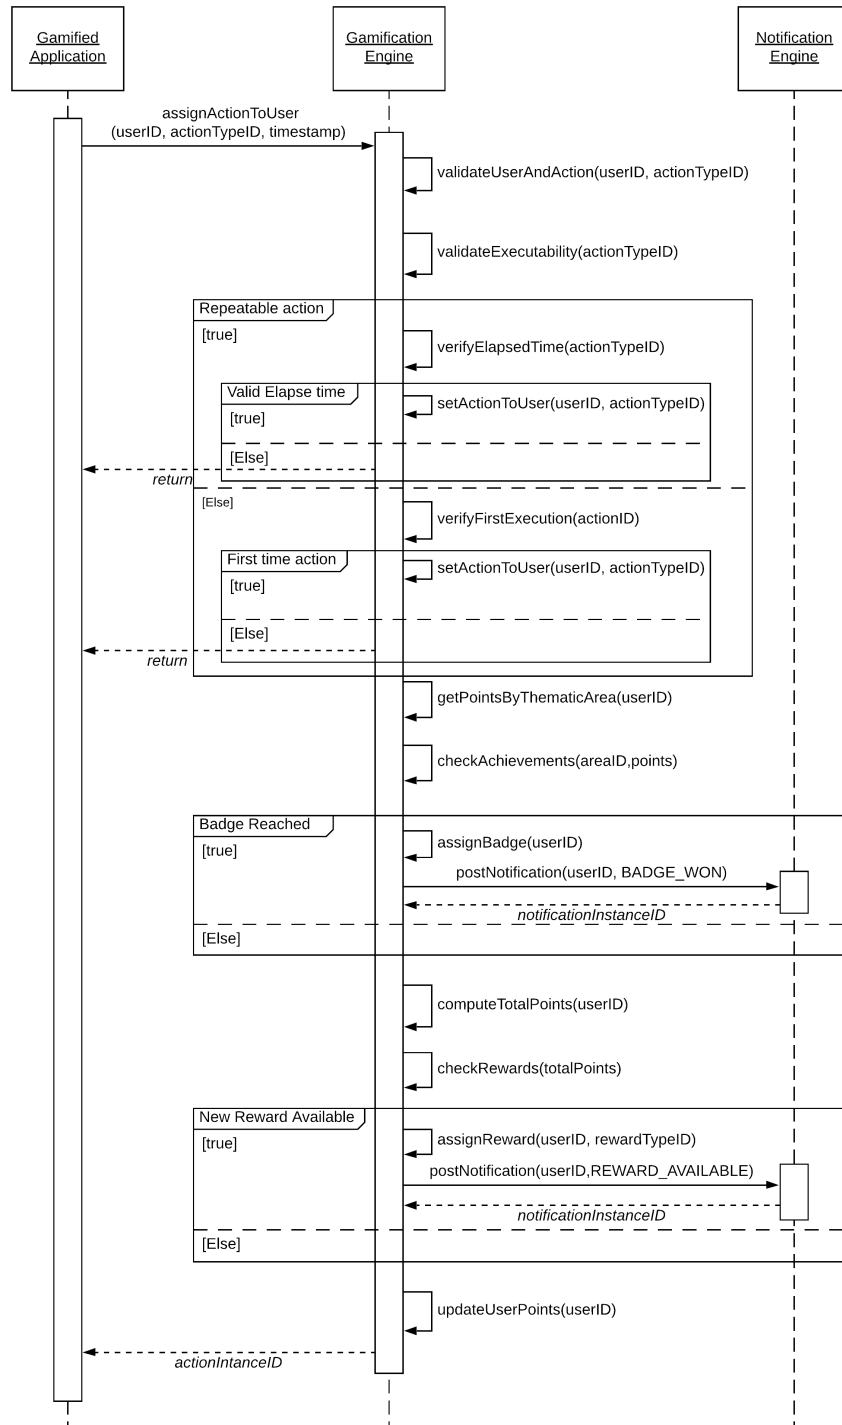 Gamified
Application
Gamification
Engine
Notification
Engine
assignActionToUser
(userID, actionTypeID, timestamp)
validateUserAndAction(userID, actionTypeID)
validateExecutability(actionTypeID)
Repeatable action
[true]
verifyElapsedTime(actionTypeID)
Valid Elapse time
setActionToUser(userID, actionTypeID)
[true]
[Else]
return
[Else]
verifyFirstExecution(actionID)
First time action
setActionToUser(userID, actionTypeID)
[true]
[Else]
return
getPointsByThematicArea(userID)
checkAchievements(areaID,points)
Badge Reached
assignBadge(userID)
[true]
postNotification(userID, BADGE_WON)
notificationInstanceID
[Else]
computeTotalPoints(userID)
checkRewards(totalPoints)
New Reward Available
[true]
assignReward(userID, rewardTypeID)
postNotification(userID,REWARD_AVAILABLE)
notificationInstanceID
[Else]
updateUserPoints(userID)
actionIntanceID